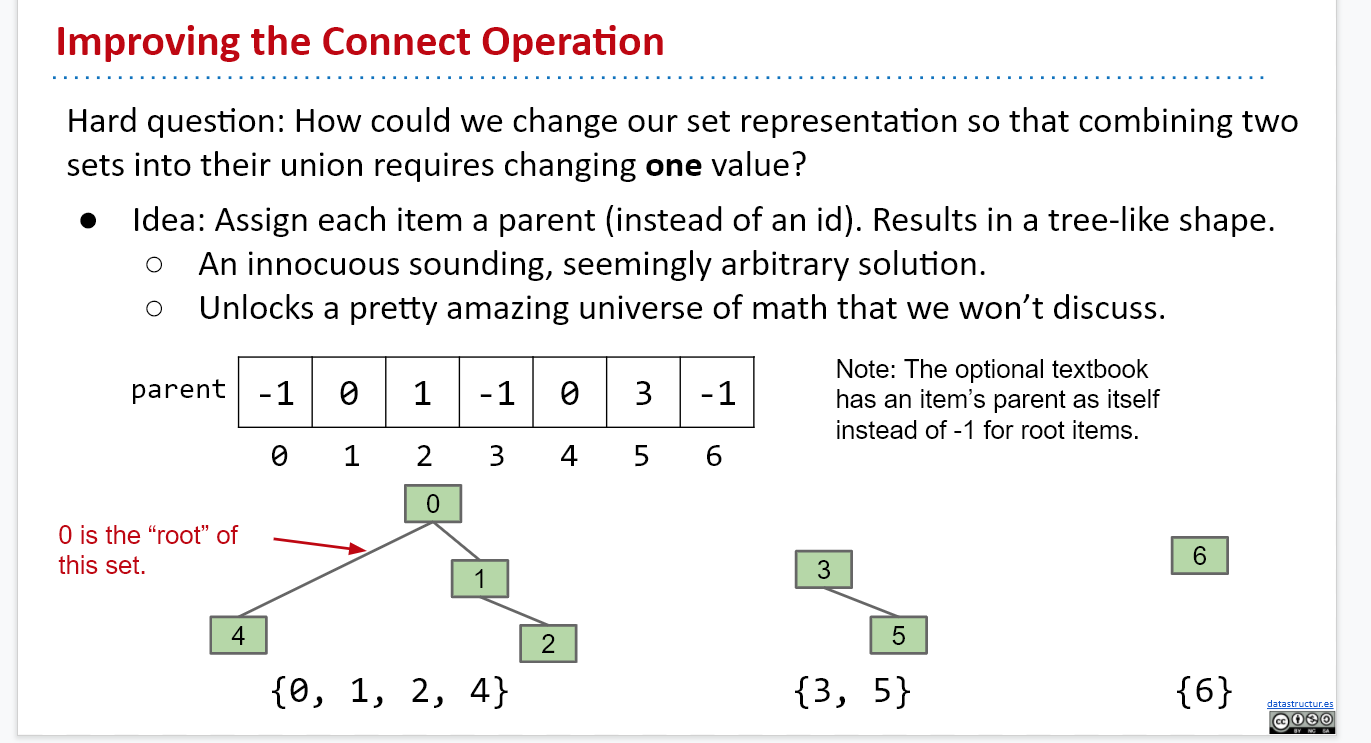 Improving the Connect Operation
Hard question: How could we change our set representation so that combining two
sets into their union requires changing one value?
● Idea: Assign each item a parent (instead of an id). Results in a tree-like shape.
○ An innocuous sounding, seemingly arbitrary solution.
○ Unlocks a pretty amazing universe of math that we won’t discuss.
parent -1 0 1 -1 0 3 -1
0 1 2 3 4 5 6
Note: The optional textbook
has an item’s parent as itself
instead of -1 for root items.
0 is the “root” of
this set.
0
1
4
2
{0, 1, 2, 4}
3
5
{3, 5}
6
{6}
datastructur.es
cc
BY NC SA